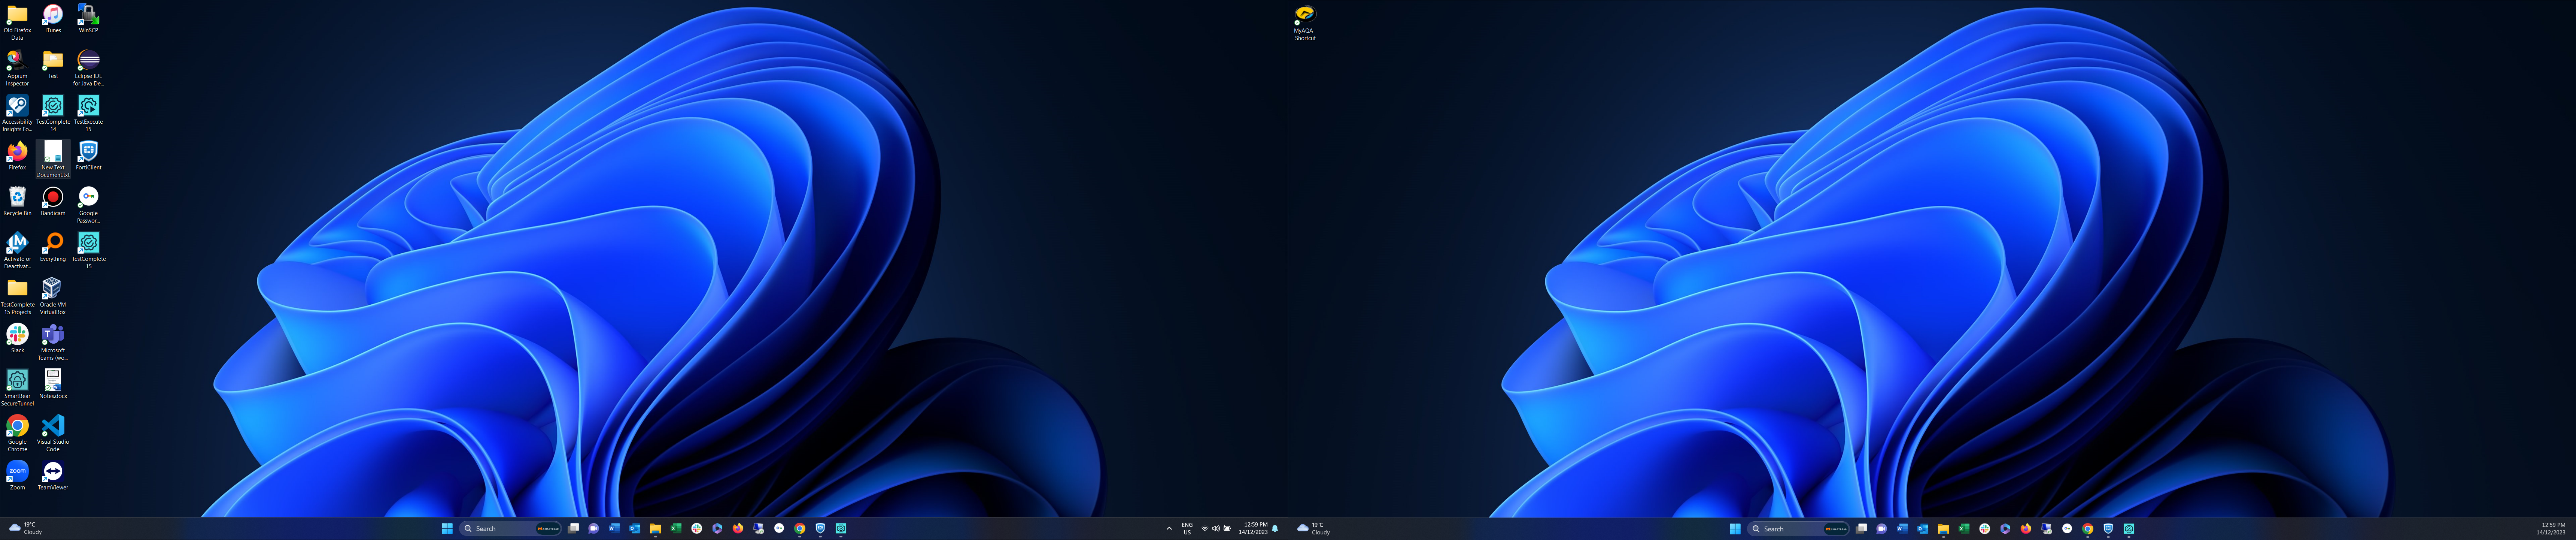 Old Firefox
Data
iTunes
WinSCP
Appium
Inspector
Test
Eclipse IDE
for Java De...
Accessibility
Insights Fo...
TestComplete
14
TestExecute
15
Firefox
New Text
Document.txt
FortiClient
Recycle Bin
Bandicam
Google
Passwor...
Activate or
Deactivat...
Everything
TestComplete
15
TestComplete
15 Projects
Oracle VM
VirtualBox
Slack
Microsoft
Teams (wo...
SmartBear
SecureTunnel
Notes.docx
Google
Chrome
Visual Studio
Code
zoom
Zoom
TeamViewer
19°C
Cloudy
Search
ENG
US
12:59 PM
14/12/2023
MyAQA -
Shortcut
19°C
Cloudy
Search
12:59 PM
14/12/2023